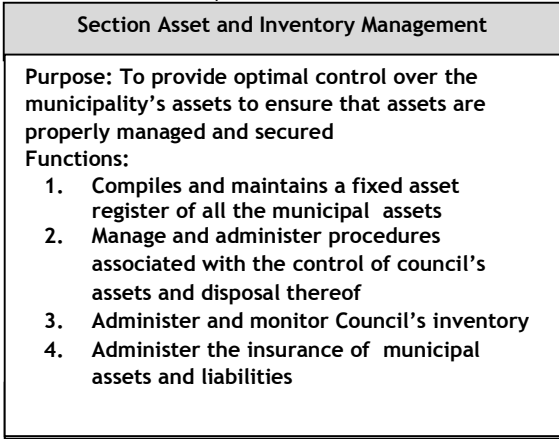 Section Asset and Inventory Management
Purpose: To provide optimal control over the
municipality’s assets to ensure that assets are
properly managed and secured
Functions:
1. Compiles and maintains a fixed asset
register of all the municipal assets
2. Manage and administer procedures
associated with the control of council’s
assets and disposal thereof
3. Administer and monitor Council’s inventory
4. Administer the insurance of municipal
assets and liabilities